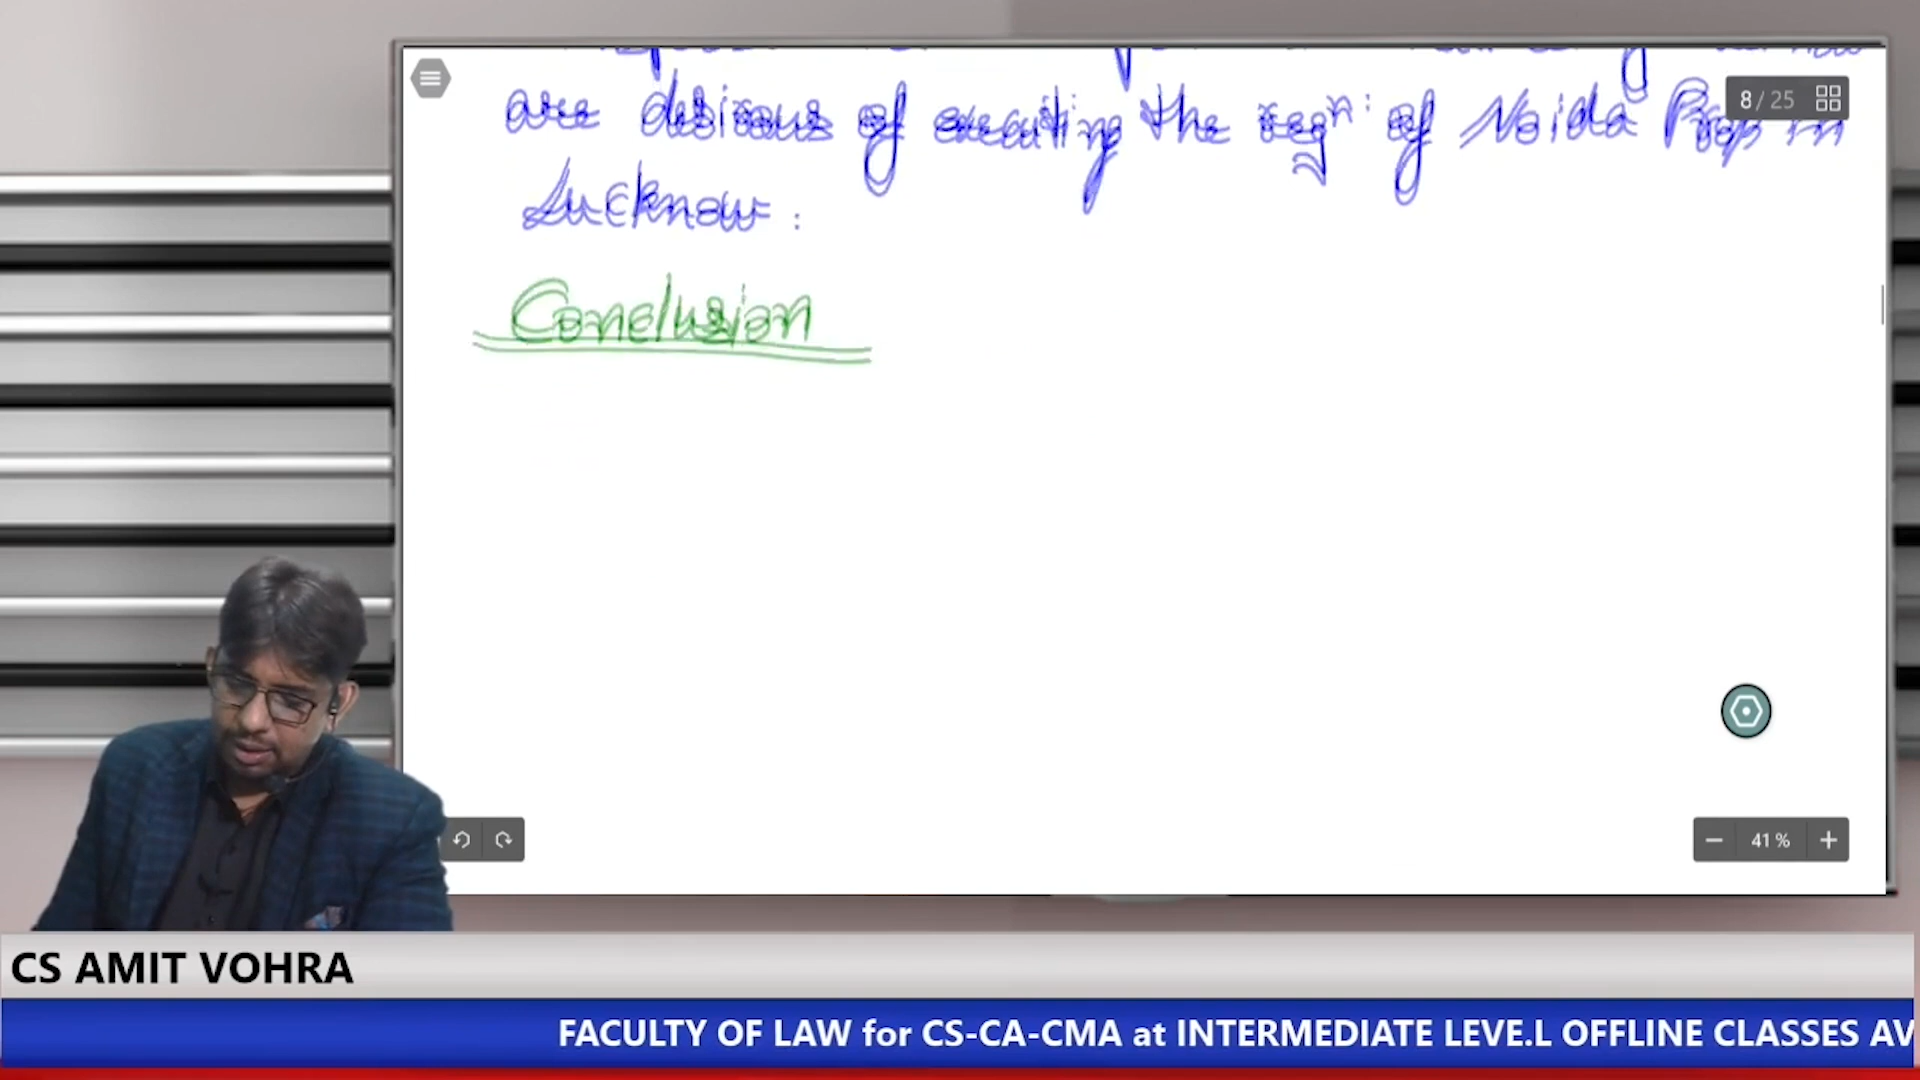 8 / 25
are desirous of executing the regn: of Noida Prop in
Lucknow.
Conclusion
41%
CS AMIT VOHRA
FACULTY OF LAW for CS-CA-CMA at INTERMEDIATE LEVE.L OFFLINE CLASSES AV